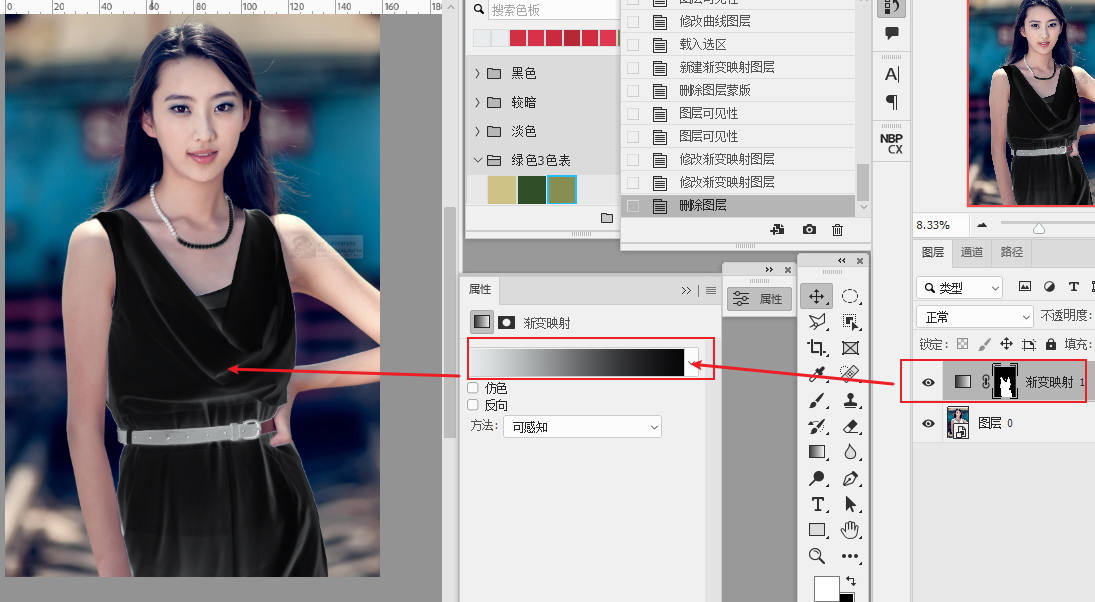 0 20 40 60 80 100 120 140 160 180
搜索色板
黑色
较暗
淡色
绿色3色表
图层可见性
修改曲线图层
载入选区
新建渐变映射图层
删除图层蒙版
图层可见性
图层可见性
修改渐变映射图层
修改渐变映射图层
删除图层
A
NBP
CX
8.33%
图层 通道 路径
类型
T
正常
不透明度:
锁定:
填充:
渐变映射 1
图层 0
属性
渐变映射
仿色
反向
方法:
可感知
属性
T